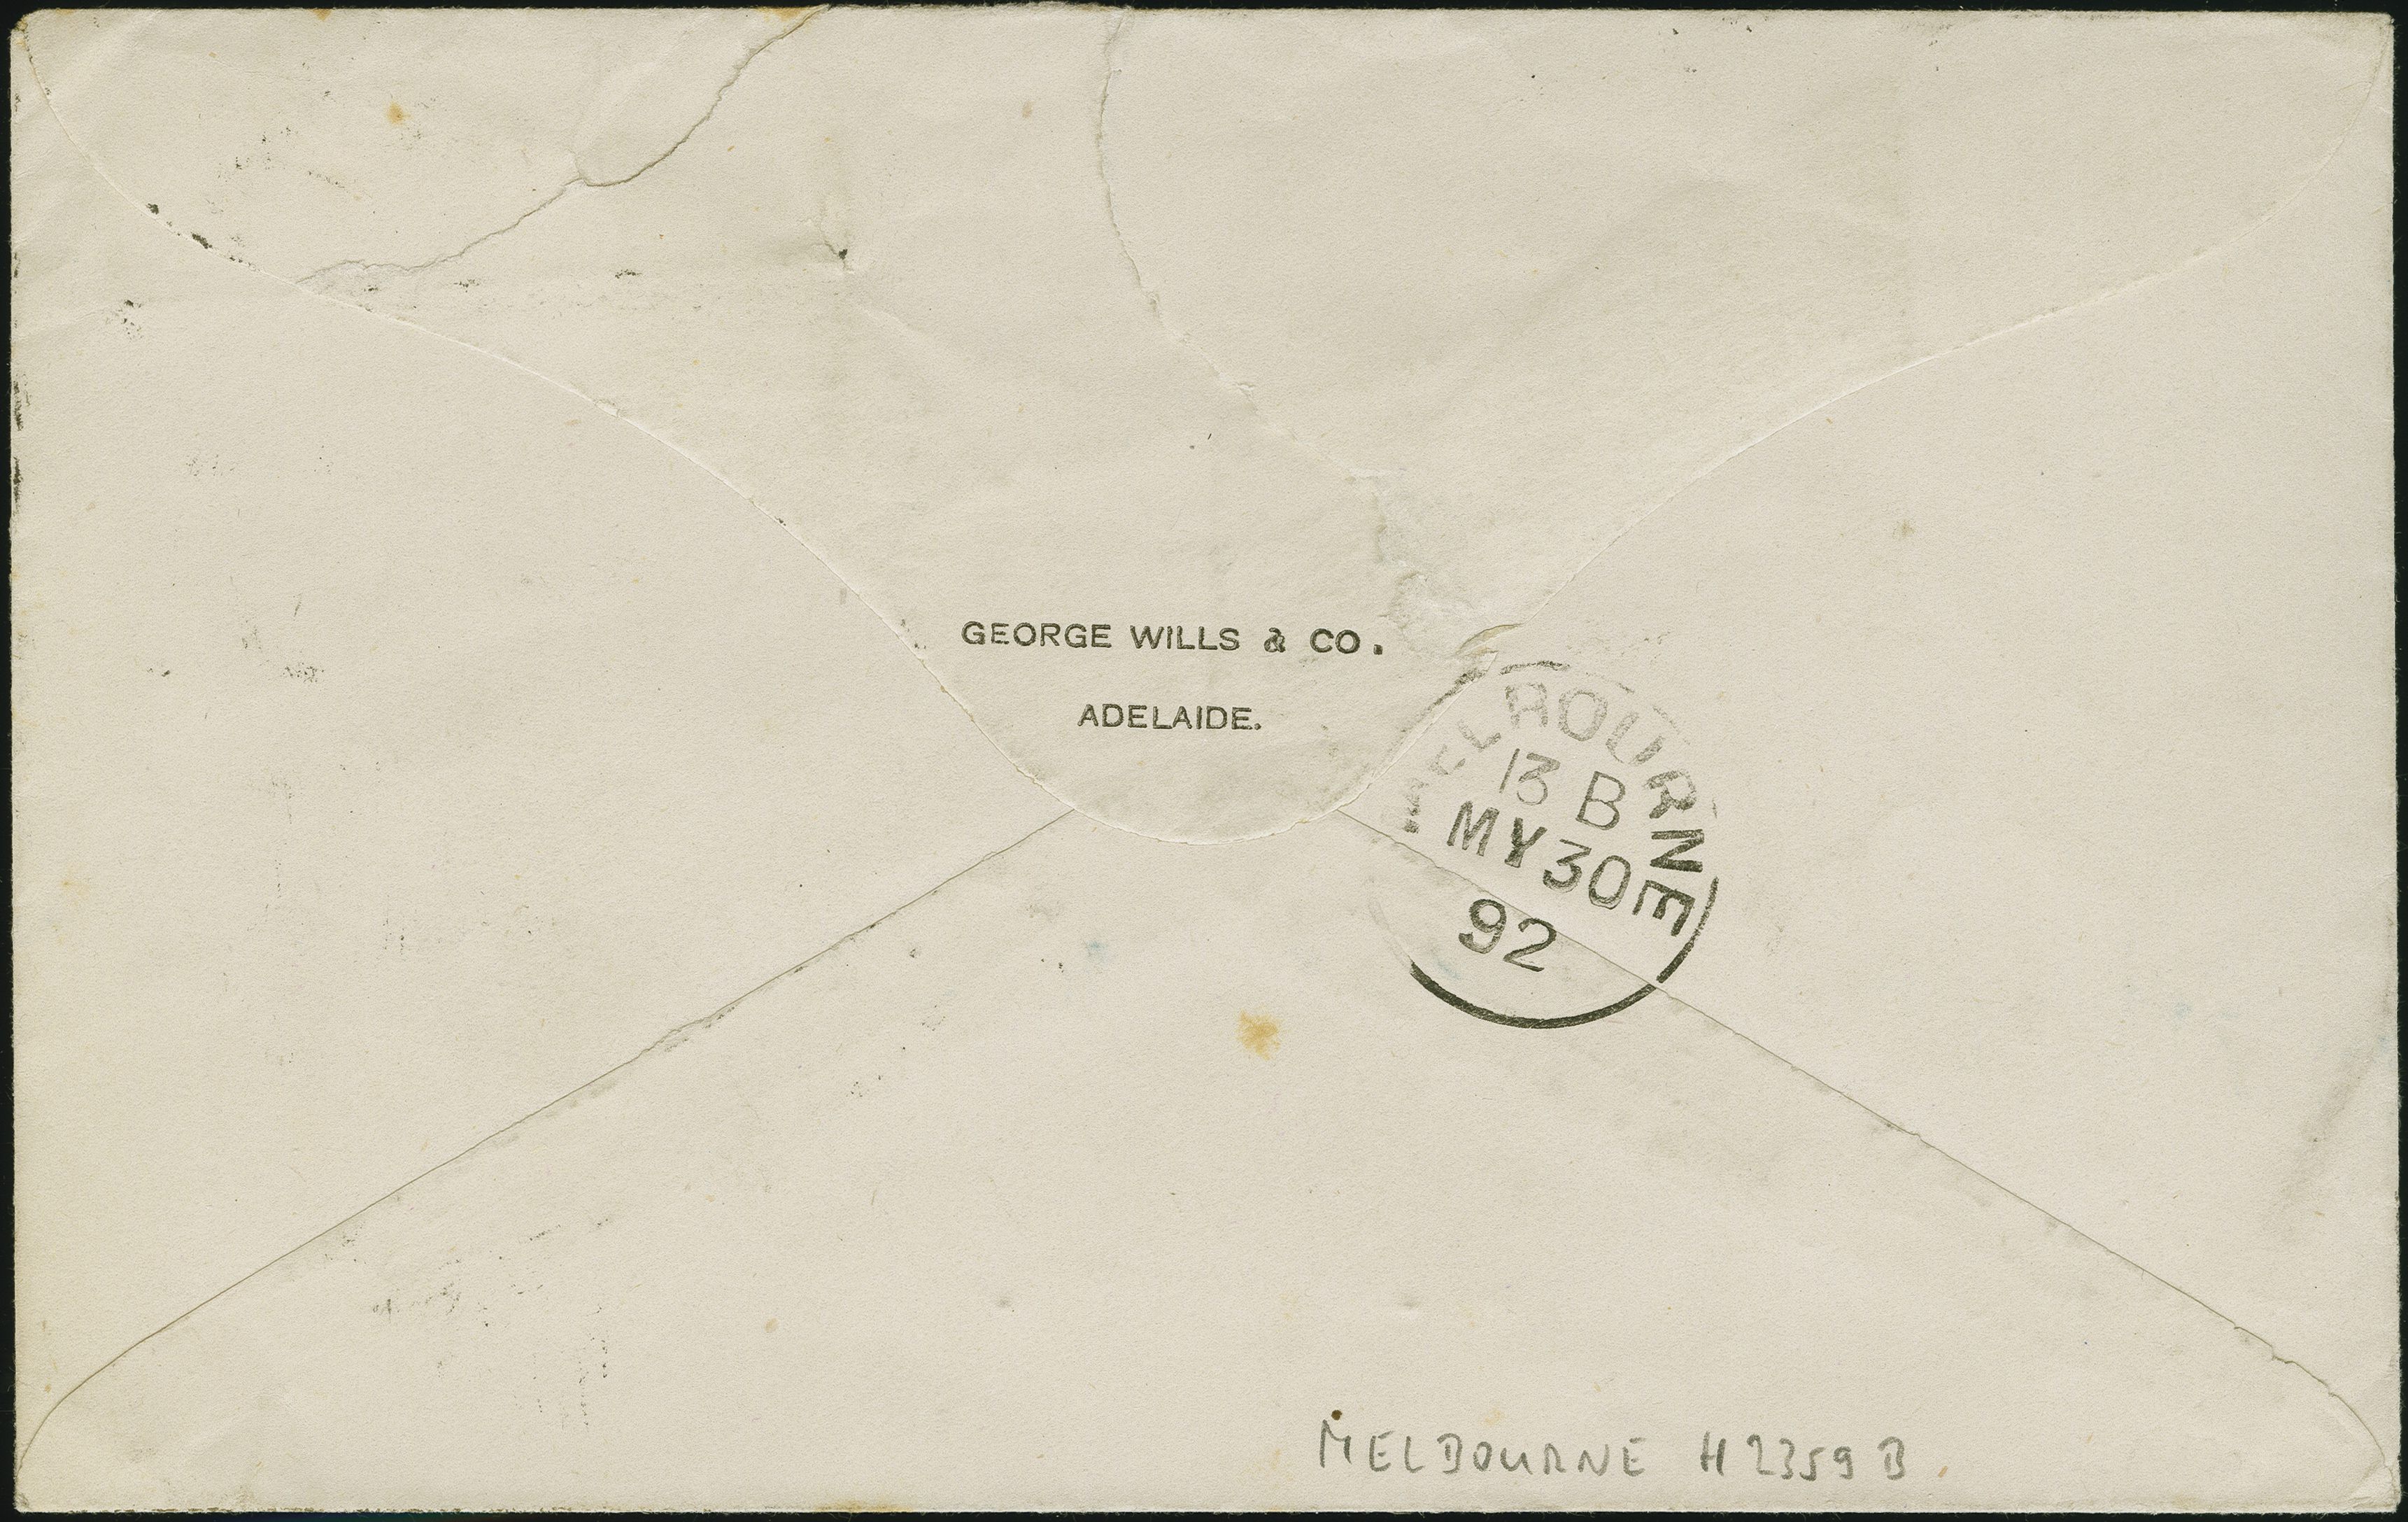 GEORGE WILLS & CO.
ADELAIDE.
MELBOURNE
13 B
MY 30
92
MELBOURNE H2359B